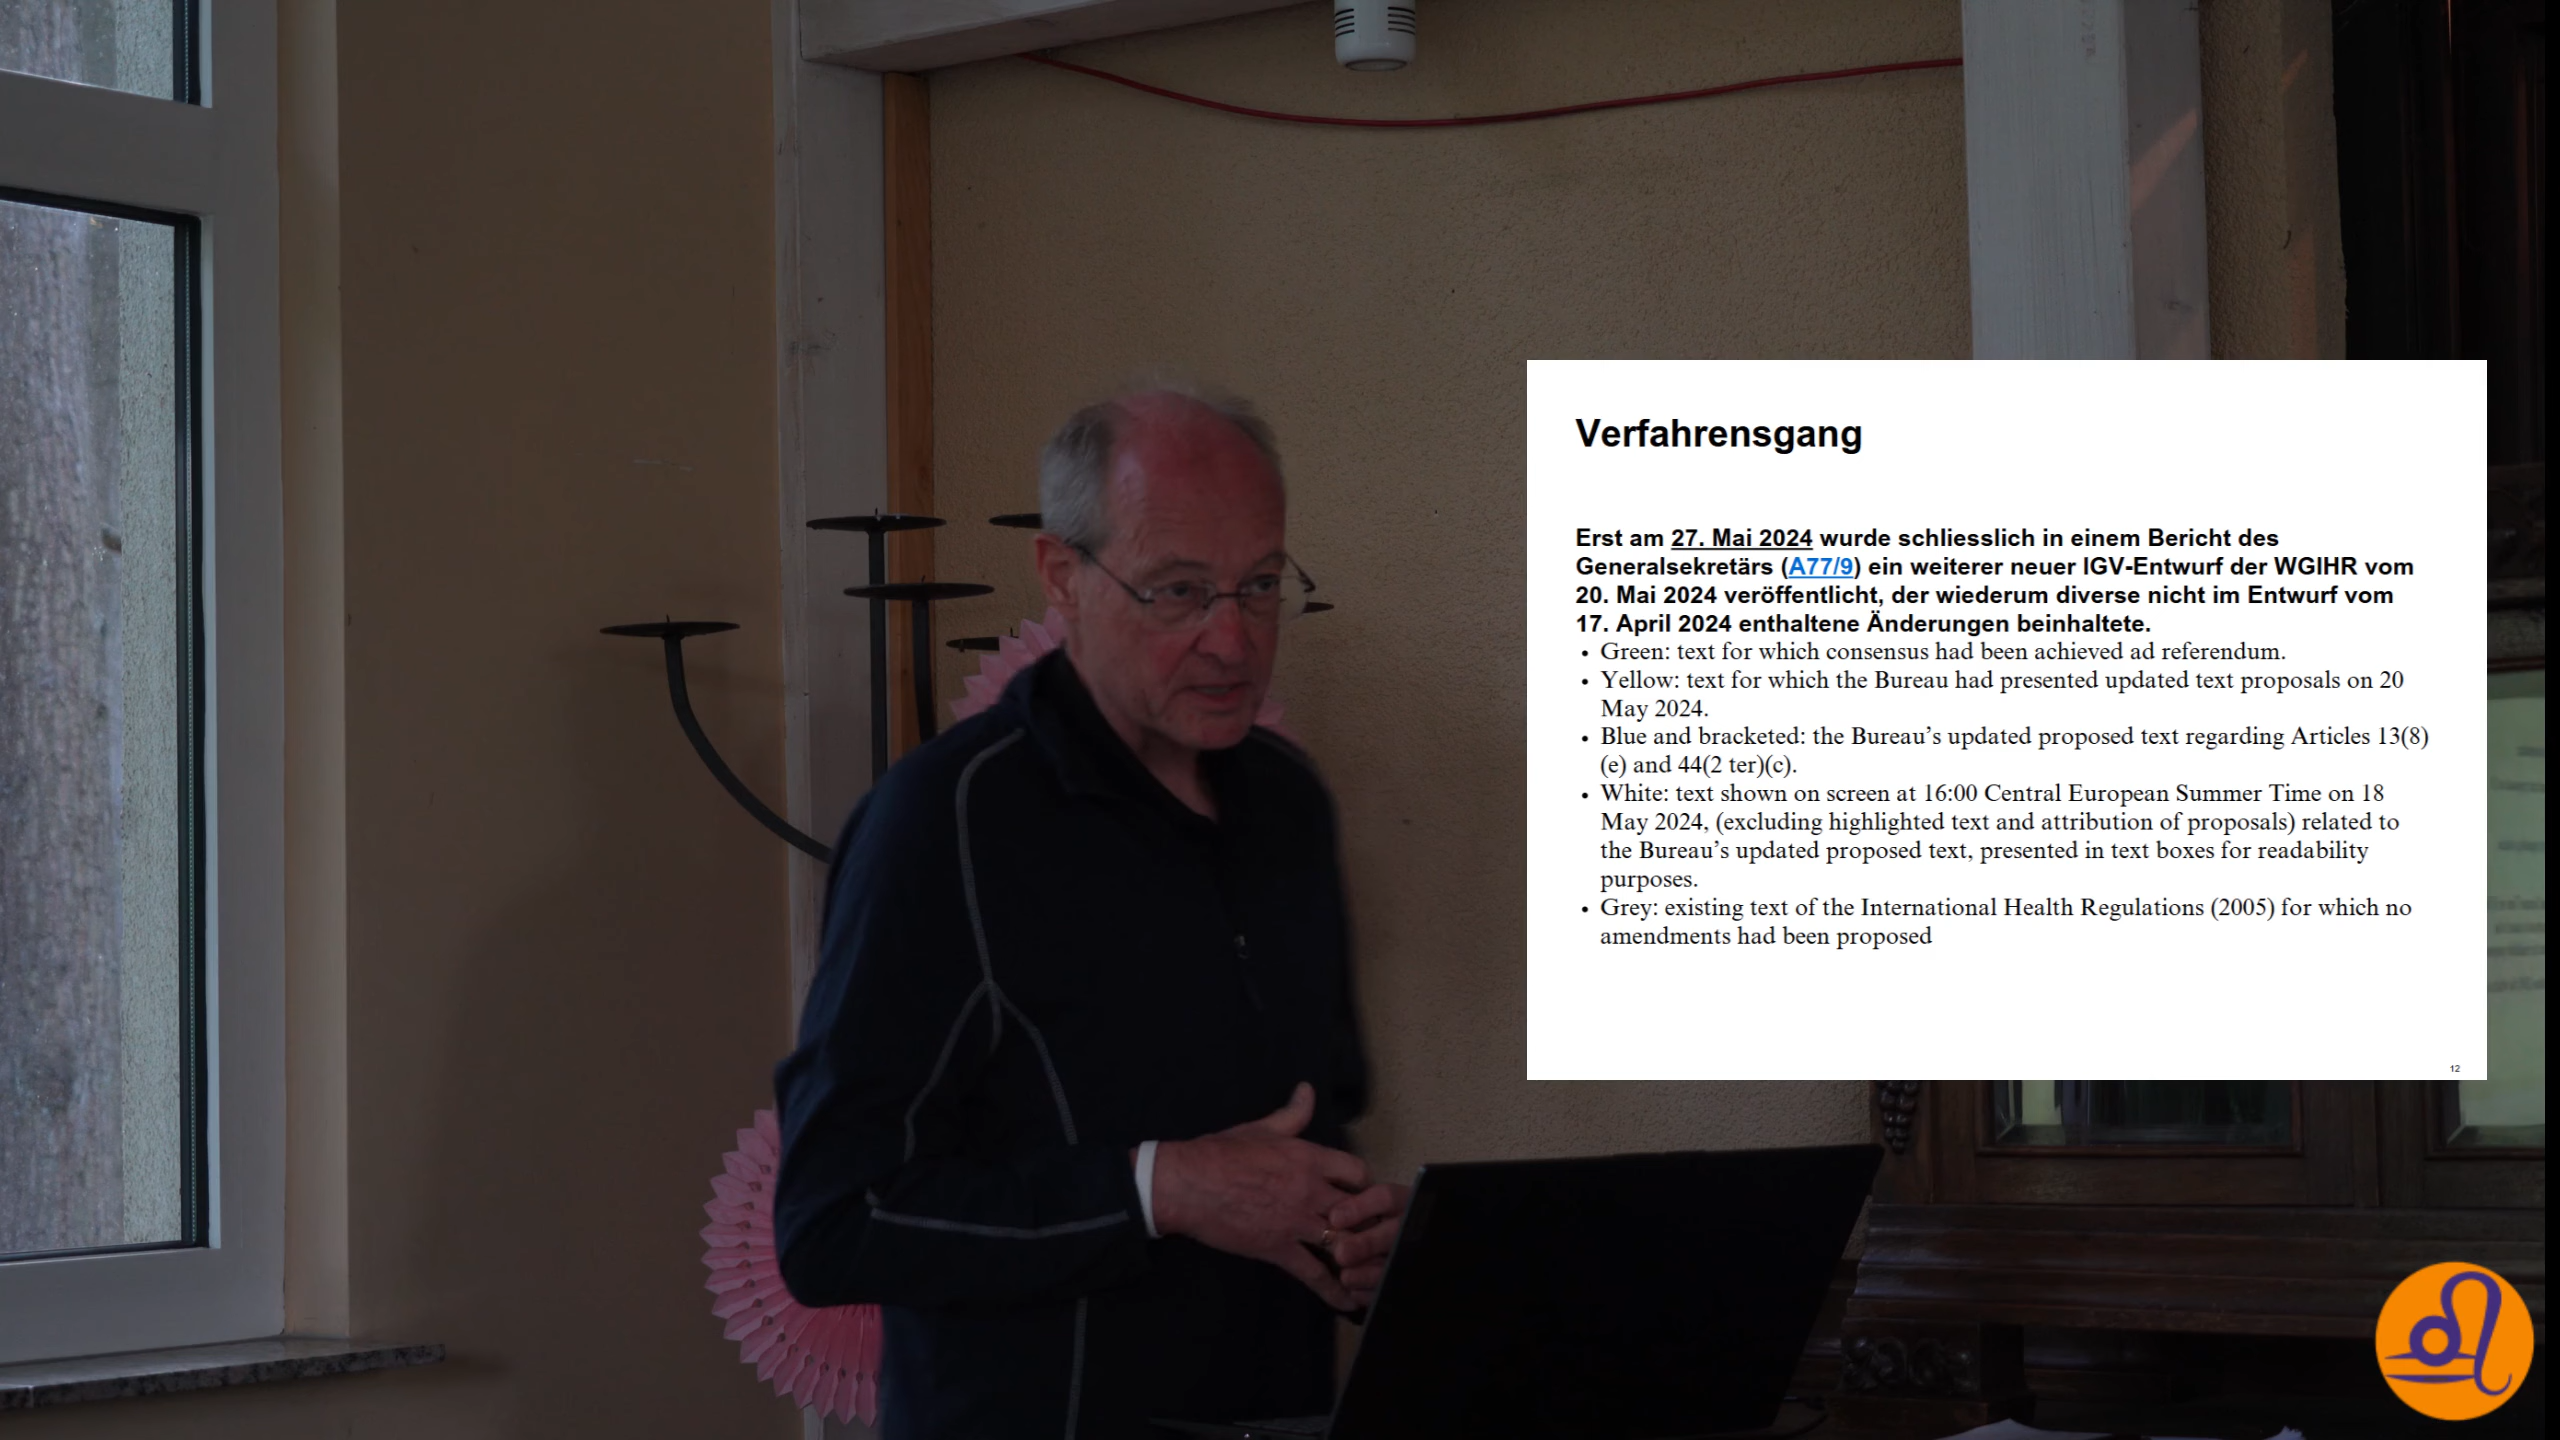 Verfahrensgang
Erst am 27. Mai 2024 wurde schliesslich in einem Bericht des
Generalsekretärs (A77/9) ein weiterer neuer IGV-Entwurf der WGIHR vom
20. Mai 2024 veröffentlicht, der wiederum diverse nicht im Entwurf vom
17. April 2024 enthaltene Änderungen beinhaltete.
• Green: text for which consensus had been achieved ad referendum.
• Yellow: text for which the Bureau had presented updated text proposals on 20
May 2024.
• Blue and bracketed: the Bureau’s updated proposed text regarding Articles 13(8)
(e) and 44(2 ter)(c).
• White: text shown on screen at 16:00 Central European Summer Time on 18
May 2024, (excluding highlighted text and attribution of proposals) related to
the Bureau’s updated proposed text, presented in text boxes for readability
purposes.
• Grey: existing text of the International Health Regulations (2005) for which no
amendments had been proposed
12